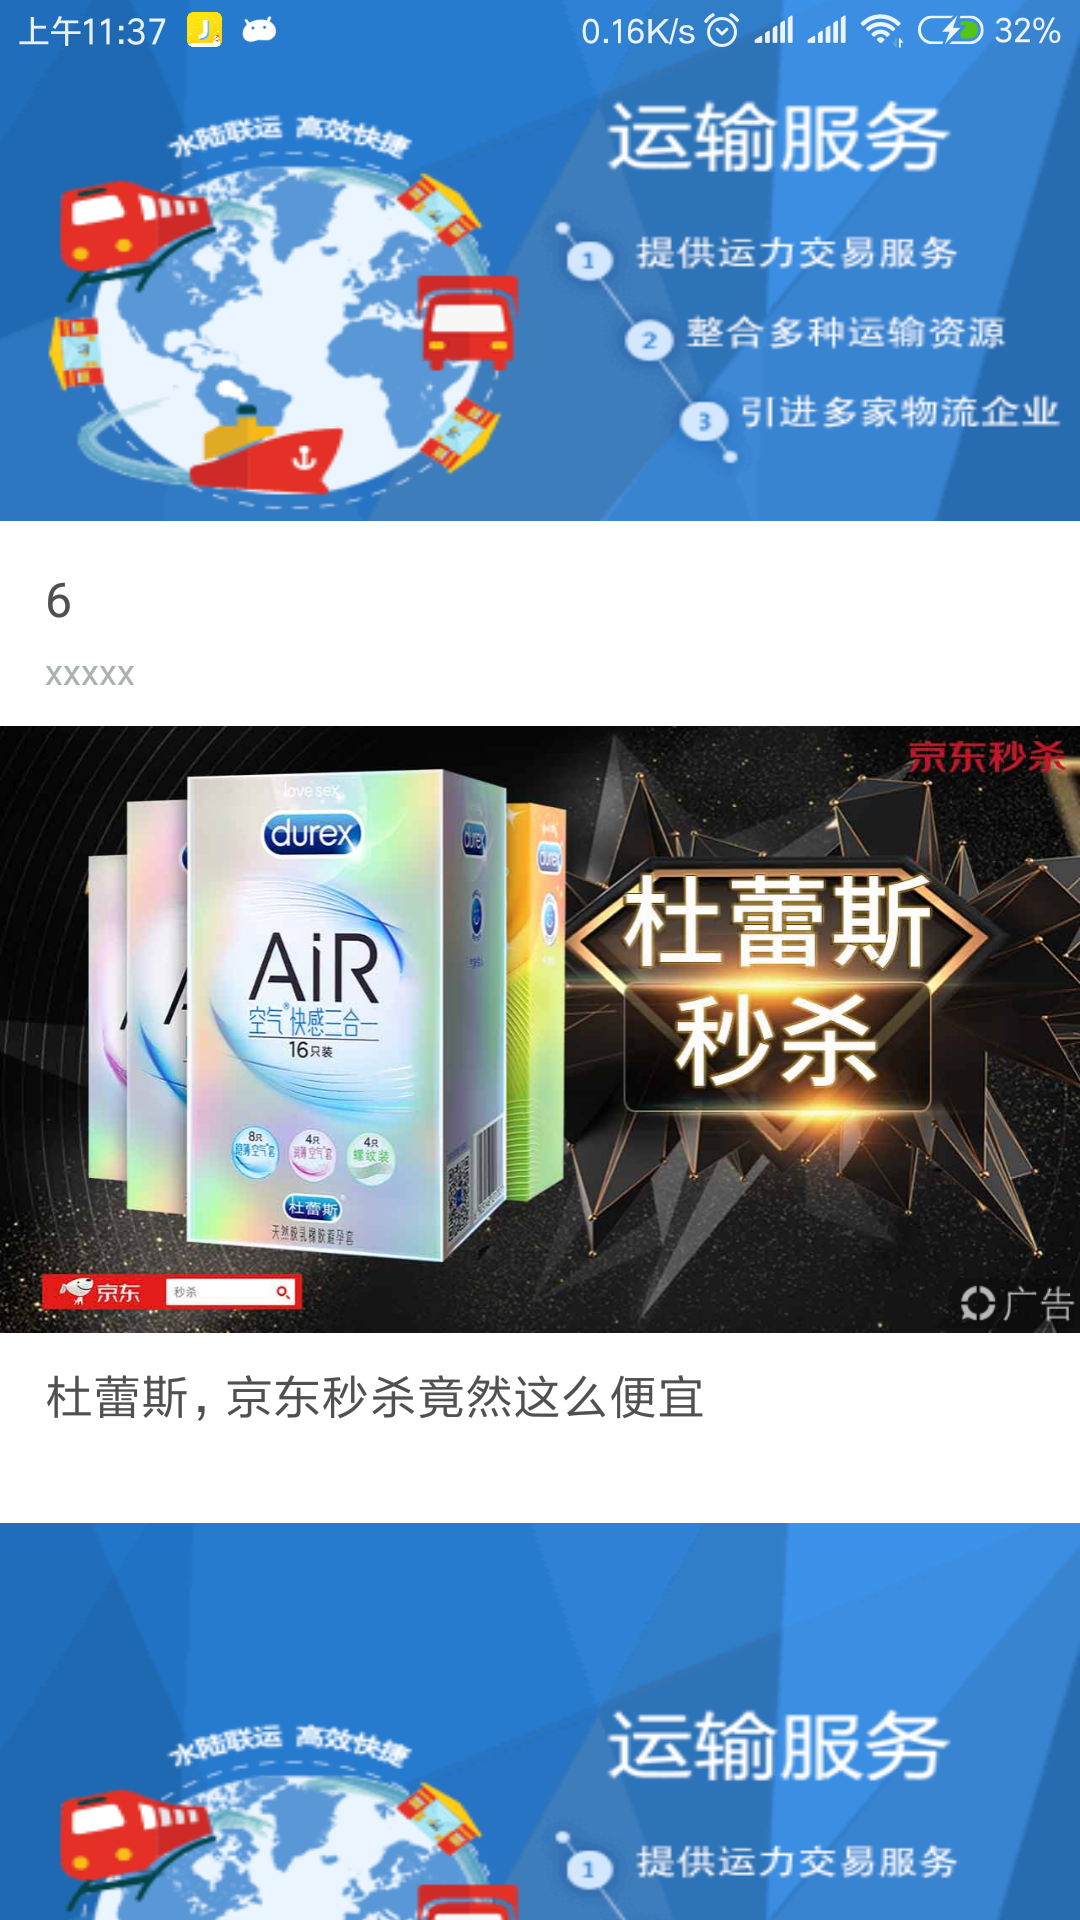 上午11:37
0.16K/s
32%
水陆联运 高效快捷
运输服务
1 提供运力交易服务
2 整合多种运输资源
3 引进多家物流企业
6
xxxxx
京东秒杀
love sex
durex
durex
durex
AiR
空气快感三合一
16只装
8只
4只
4只
超薄空气套
润薄空气套
螺纹装
杜蕾斯
天然胶乳橡胶避孕套
杜蕾斯
秒杀
京东
秒杀
广告
杜蕾斯，京东秒杀竟然这么便宜
水陆联运 高效快捷
运输服务
1 提供运力交易服务